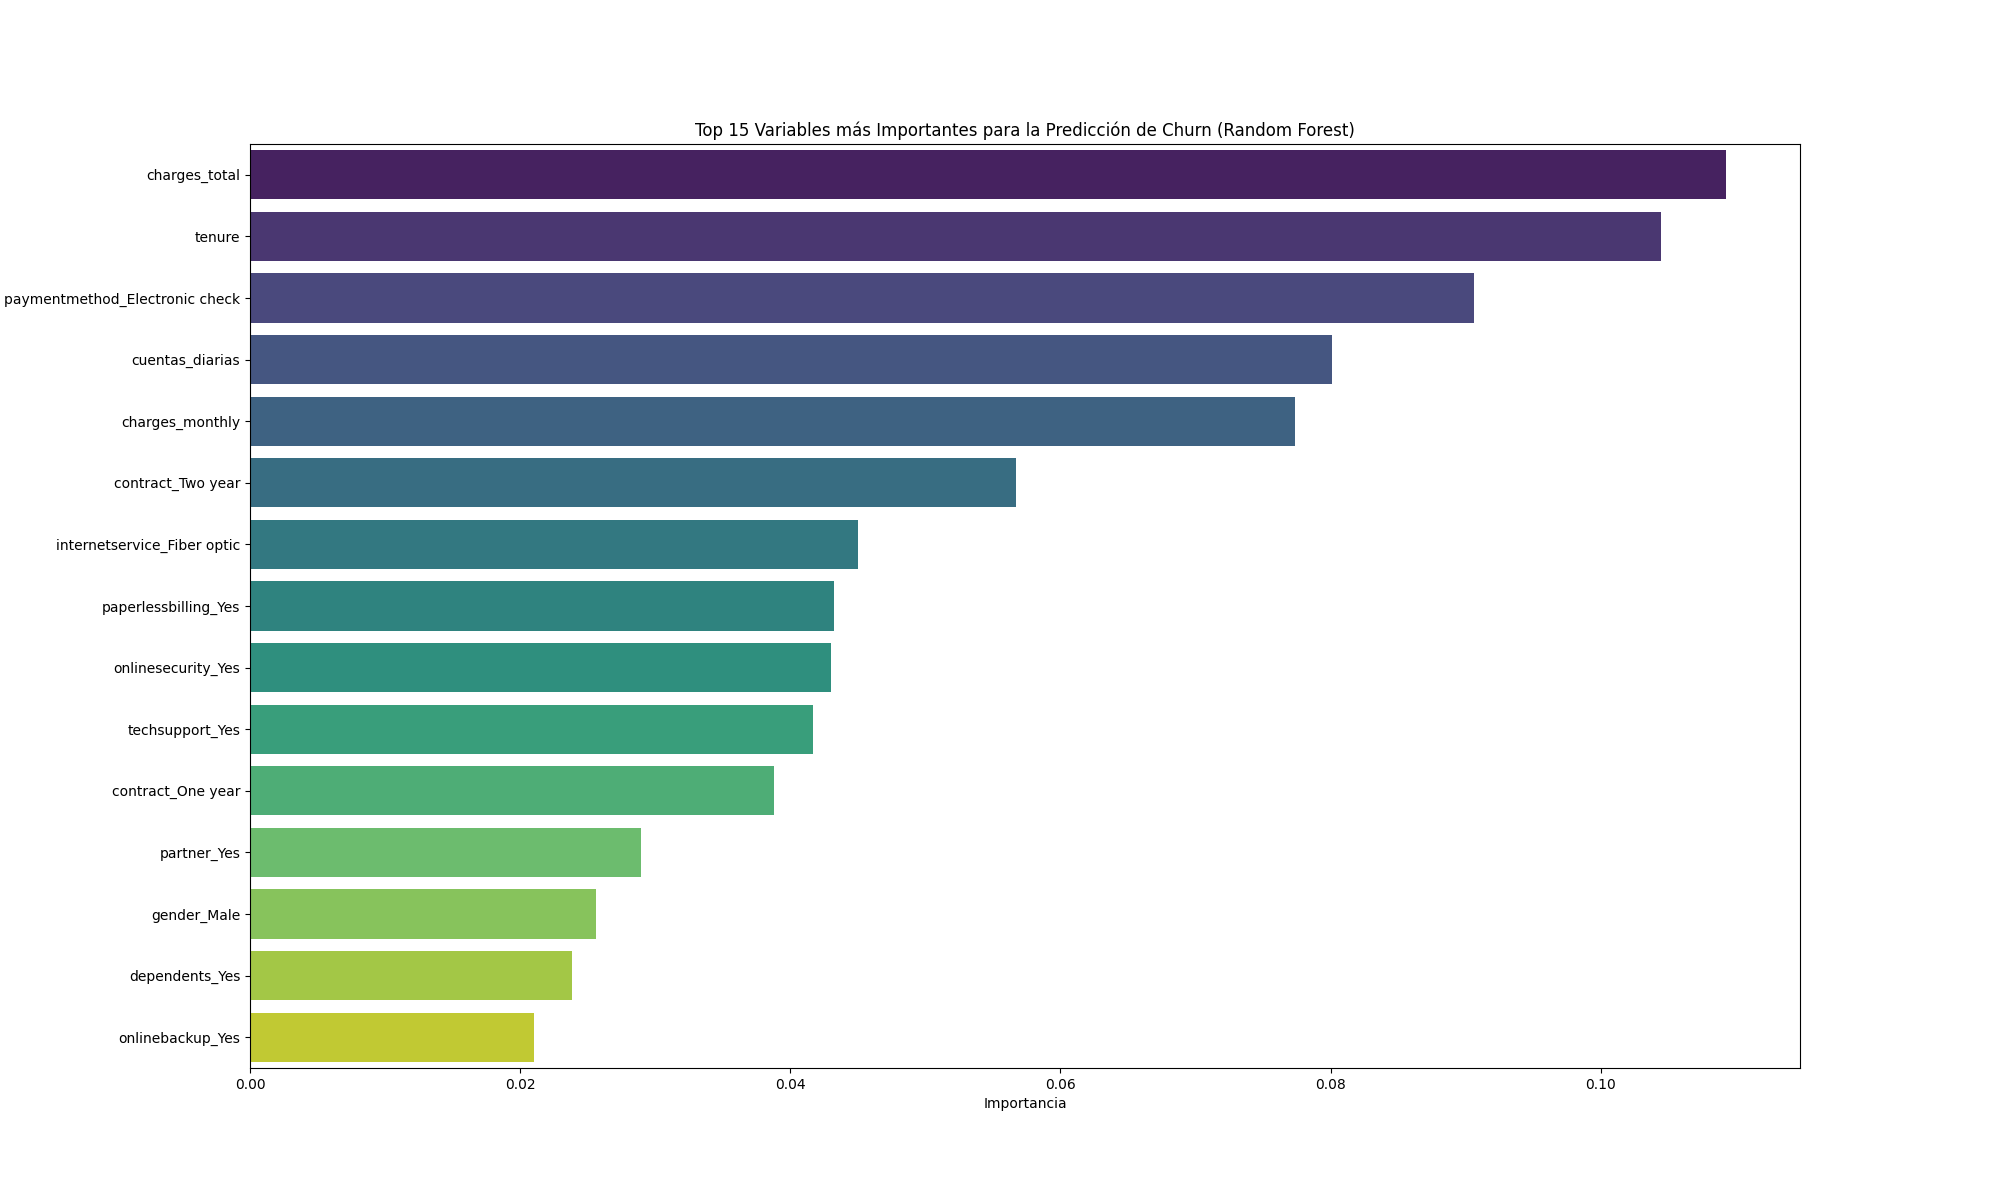 Top 15 Variables más Importantes para la Predicción de Churn (Random Forest)
charges_total
tenure
paymentmethod_Electronic check
cuentas_diarias
charges_monthly
contract_Two year
internetservice_Fiber optic
paperlessbilling_Yes
onlinesecurity_Yes
techsupport_Yes
contract_One year
partner_Yes
gender_Male
dependents_Yes
onlinebackup_Yes
0.00 0.02 0.04 0.06 0.08 0.10
Importancia